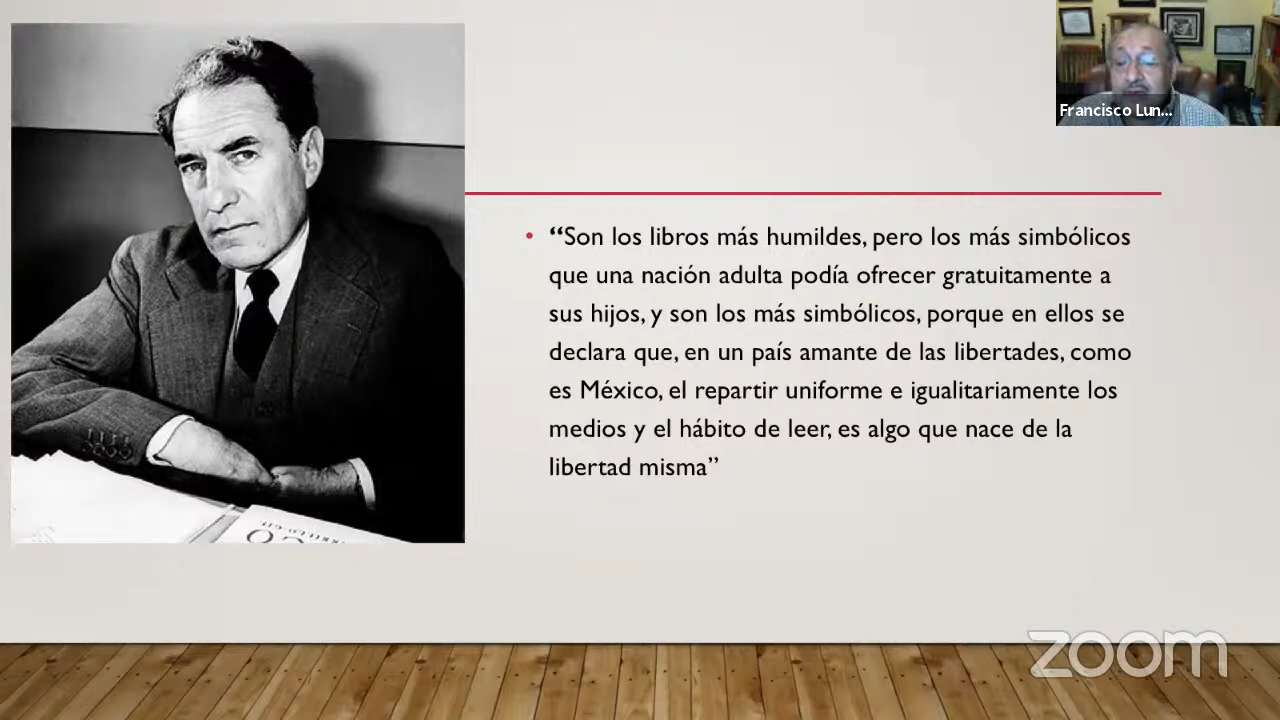 Francisco Lun...
• “Son los libros más humildes, pero los más simbólicos
que una nación adulta podía ofrecer gratuitamente a
sus hijos, y son los más simbólicos, porque en ellos se
declara que, en un país amante de las libertades, como
es México, el repartir uniforme e igualitariamente los
medios y el hábito de leer, es algo que nace de la
libertad misma”
zoom